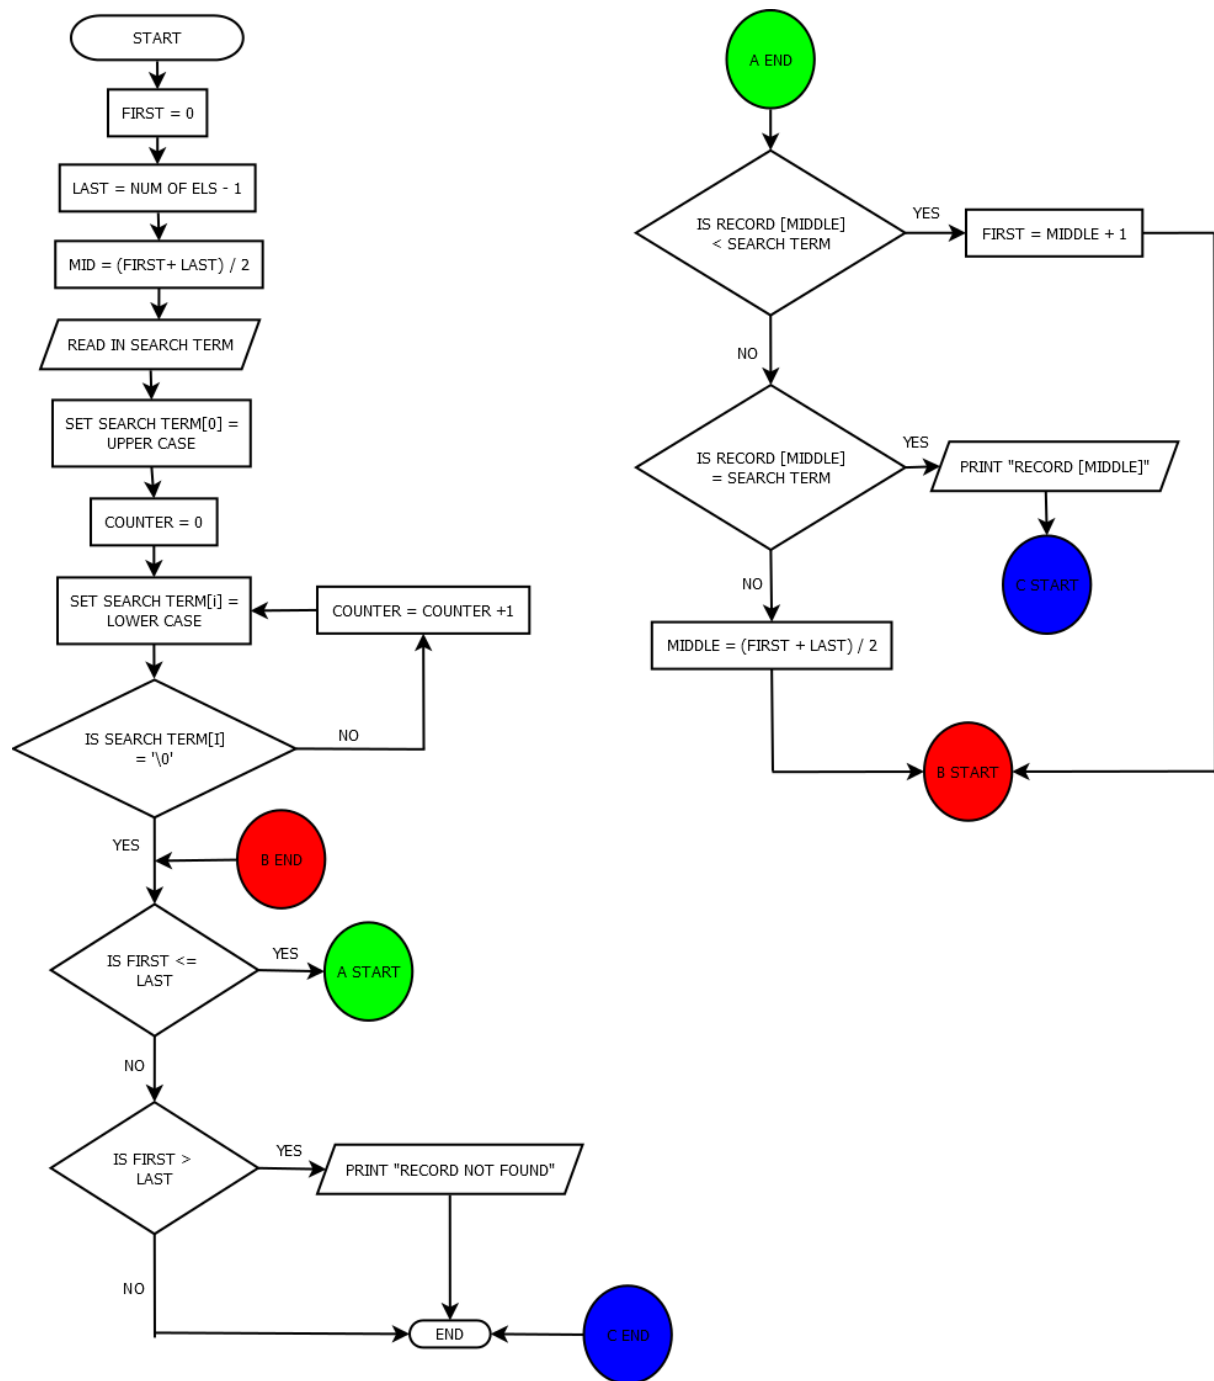 START
FIRST = 0
LAST = NUM OF ELS - 1
MID = (FIRST+ LAST) / 2
READ IN SEARCH TERM
SET SEARCH TERM[0] =
UPPER CASE
COUNTER = 0
SET SEARCH TERM[i] =
LOWER CASE
COUNTER = COUNTER +1
IS SEARCH TERM[I]
= '\0'
NO
YES
B END
IS FIRST <=
LAST
YES
A START
NO
IS FIRST >
LAST
YES
PRINT "RECORD NOT FOUND"
NO
END
C END
A END
IS RECORD [MIDDLE]
< SEARCH TERM
YES
FIRST = MIDDLE + 1
NO
IS RECORD [MIDDLE]
= SEARCH TERM
YES
PRINT "RECORD [MIDDLE]"
C START
NO
MIDDLE = (FIRST + LAST) / 2
B START